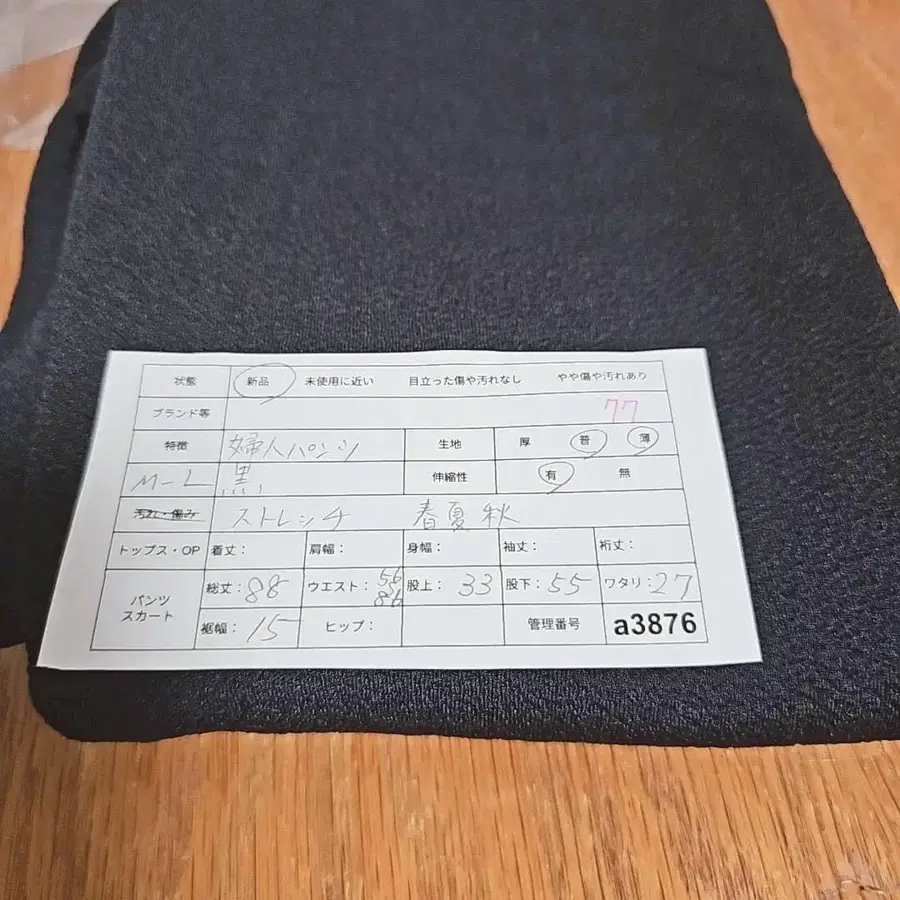 状態 新品 未使用に近い 目立った傷や汚れなし やや傷や汚れあり
ブランド等 77
特徴 婦人パンツ 生地 厚 普 薄
M-L 黒 伸縮性 有 無
汚れ・傷み ストレッチ 春夏秋
トップス・OP 着丈: 肩幅: 身幅: 袖丈: 裄丈:
パンツ スカート 総丈:88 ウエスト:56 86 股上:33 股下:55 ワタリ:27
裾幅:15 ヒップ: 管理番号 a3876